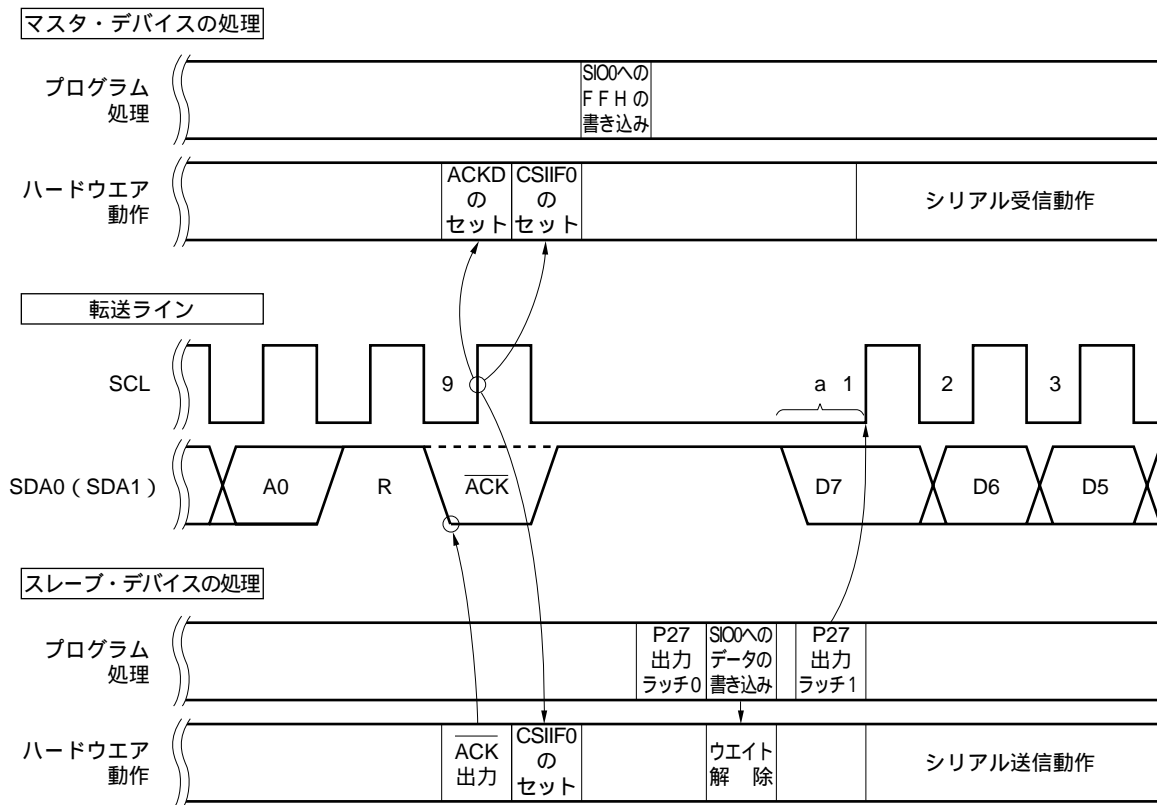 マスタ・デバイスの処理
プログラム
処理
SIO0への
ＦＦＨの
書き込み
ハードウエア
動作
ACKD
の
セット
CSIIF0
の
セット
シリアル受信動作
転送ライン
SCL
9
a 1
2
3
SDA0（SDA1）
A0
R
ACK
D7
D6
D5
スレーブ・デバイスの処理
プログラム
処理
P27
出力
ラッチ0
SIO0への
データの
書き込み
P27
出力
ラッチ1
ハードウエア
動作
ACK
出力
CSIIF0
の
セット
ウエイト
解　除
シリアル送信動作